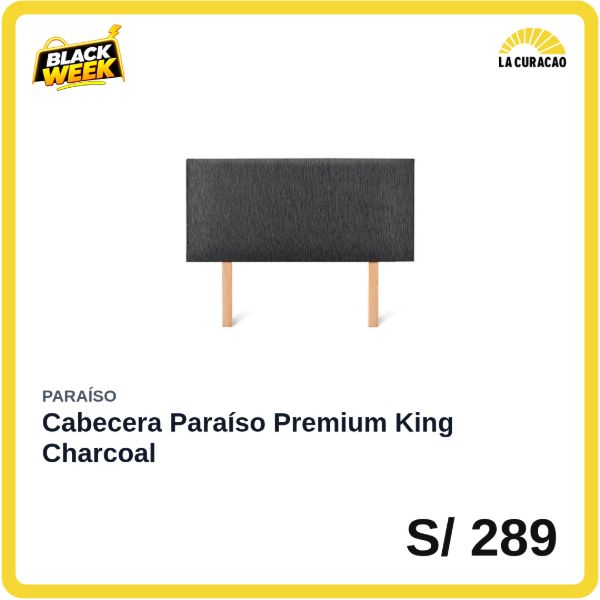 BLACK
WEEK
LA CURACAO
PARAÍSO
Cabecera Paraíso Premium King
Charcoal
S/ 289